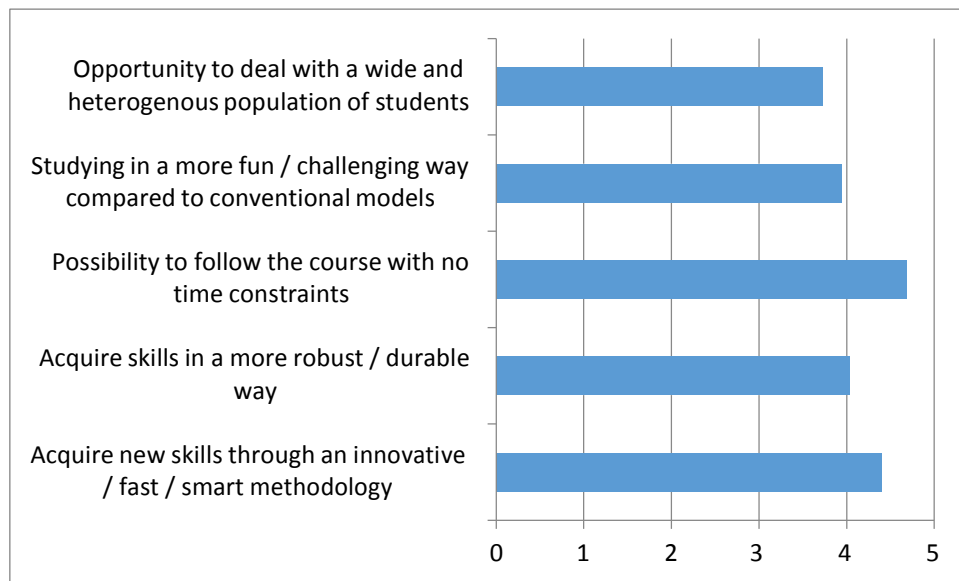 Opportunity to deal with a wide and
heterogenous population of students
Studying in a more fun / challenging way
compared to conventional models
Possibility to follow the course with no
time constraints
Acquire skills in a more robust / durable
way
Acquire new skills through an innovative
/ fast / smart methodology
0 1 2 3 4 5